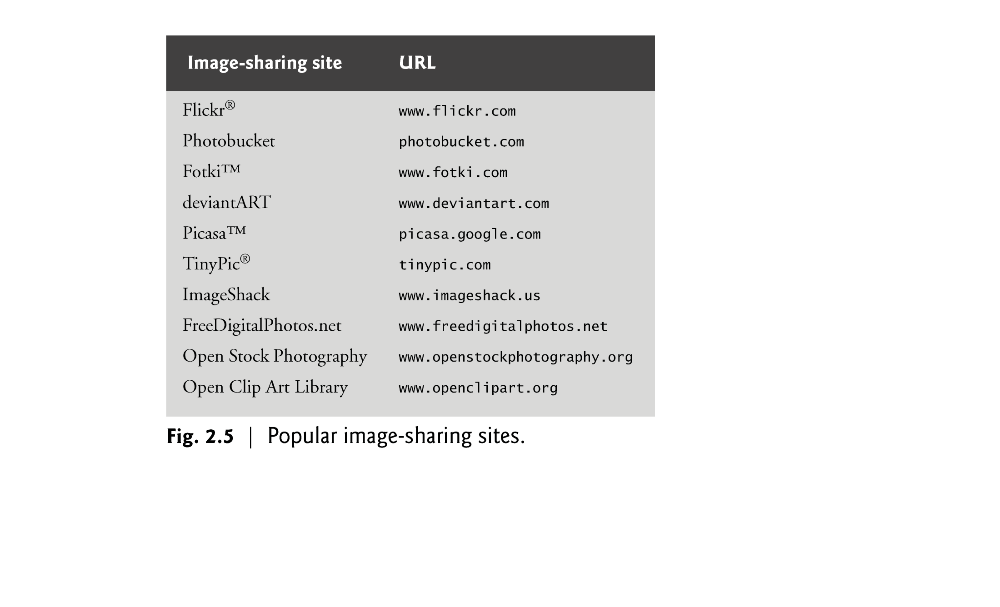 Image-sharing site URL
Flickr® www.flickr.com
Photobucket photobucket.com
Fotki™ www.fotki.com
deviantART www.deviantart.com
Picasa™ picasa.google.com
TinyPic® tinypic.com
ImageShack www.imageshack.us
FreeDigitalPhotos.net www.freedigitalphotos.net
Open Stock Photography www.openstockphotography.org
Open Clip Art Library www.openclipart.org
Fig. 2.5 | Popular image-sharing sites.